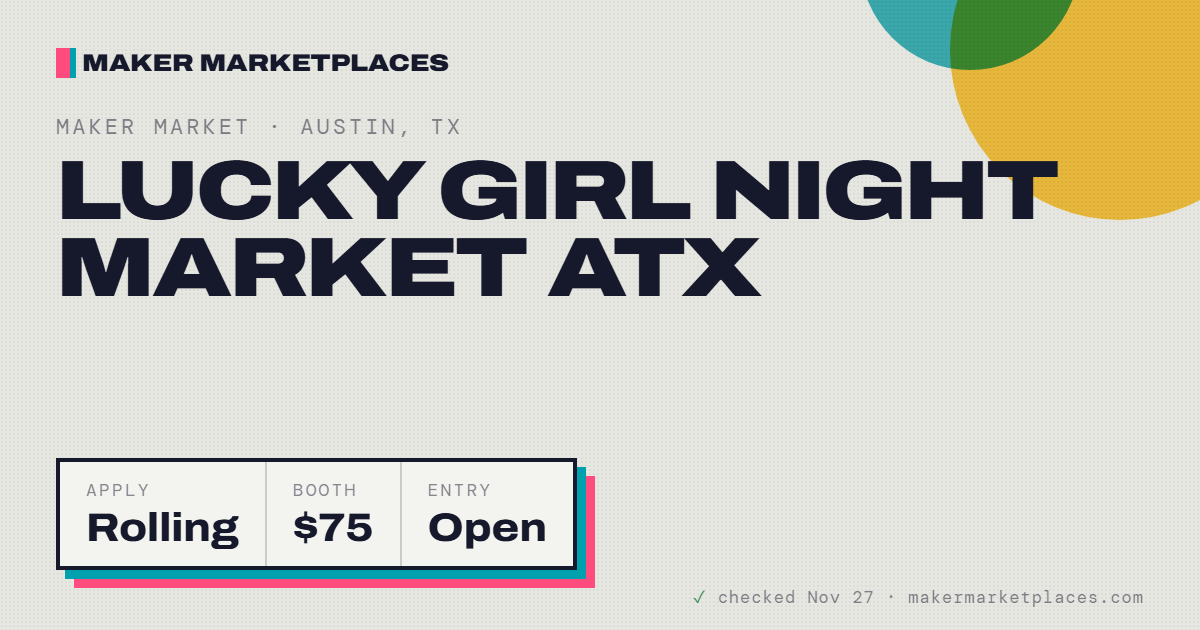 MAKER MARKETPLACES
MAKER MARKET · AUSTIN, TX
LUCKY GIRL NIGHT
MARKET ATX
APPLY BOOTH ENTRY
Rolling $75 Open
✓ checked Nov 27 · makermarketplaces.com